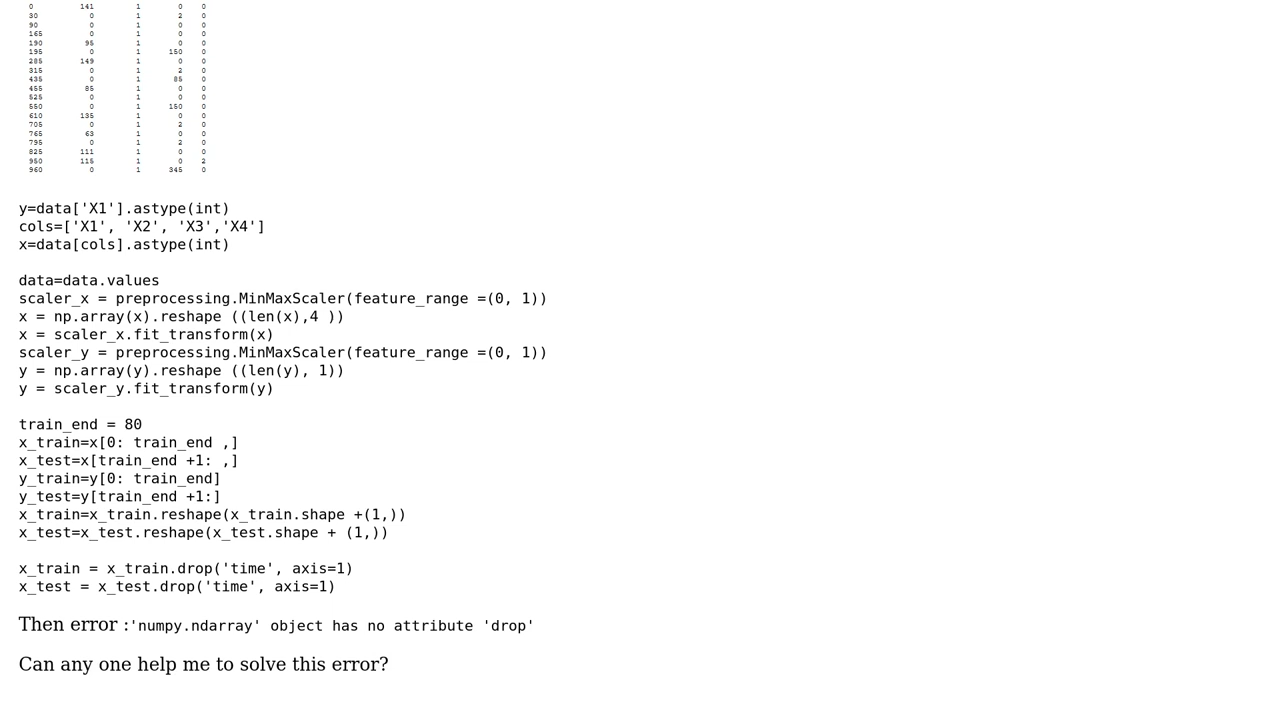 0 141 1 0 0
30 0 1 2 0
90 0 1 0 0
165 0 1 0 0
190 95 1 0 0
195 0 1 150 0
285 149 1 0 0
315 0 1 2 0
435 0 1 85 0
455 85 1 0 0
525 0 1 0 0
550 0 1 150 0
610 135 1 0 0
705 0 1 2 0
765 63 1 0 0
795 0 1 2 0
825 111 1 0 0
950 115 1 0 2
960 0 1 345 0
y=data['X1'].astype(int)
cols=['X1', 'X2', 'X3','X4']
x=data[cols].astype(int)
data=data.values
scaler_x = preprocessing.MinMaxScaler(feature_range =(0, 1))
x = np.array(x).reshape ((len(x),4 ))
x = scaler_x.fit_transform(x)
scaler_y = preprocessing.MinMaxScaler(feature_range =(0, 1))
y = np.array(y).reshape ((len(y), 1))
y = scaler_y.fit_transform(y)
train_end = 80
x_train=x[0: train_end ,]
x_test=x[train_end +1: ,]
y_train=y[0: train_end]
y_test=y[train_end +1:]
x_train=x_train.reshape(x_train.shape +(1,))
x_test=x_test.reshape(x_test.shape + (1,))
x_train = x_train.drop('time', axis=1)
x_test = x_test.drop('time', axis=1)
Then error :'numpy.ndarray' object has no attribute 'drop'
Can any one help me to solve this error?